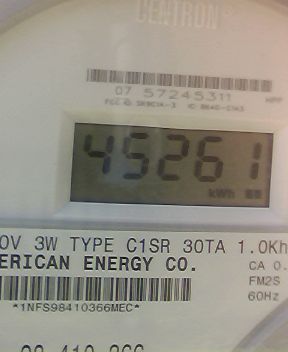 CENTRON®
07 57245311
45261
kWh
0V 3W TYPE C1SR 30TA 1.0Kh
ERICAN ENERGY CO.
CA 0.
FM2S
60Hz
*1NFS98410366MEC*